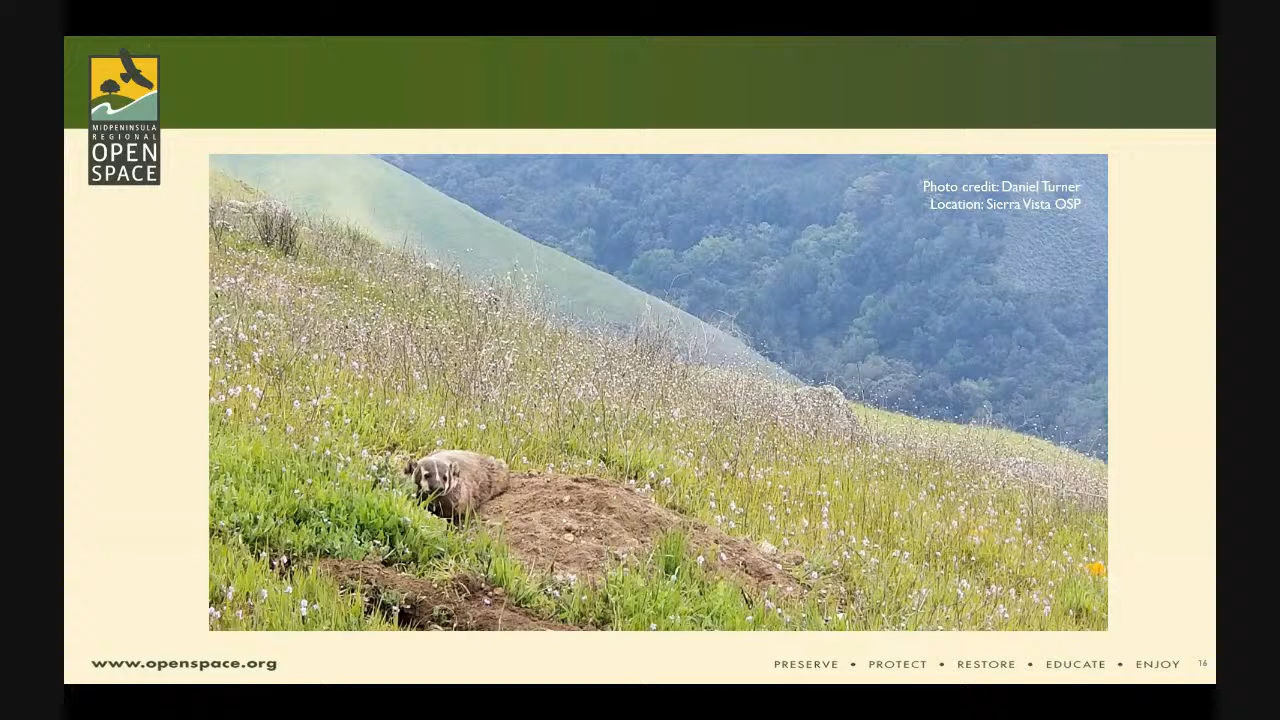 MIDPENINSULA
REGIONAL
OPEN
SPACE
Photo credit: Daniel Turner
Location: Sierra Vista OSP
www.openspace.org
PRESERVE • PROTECT • RESTORE • EDUCATE • ENJOY
16